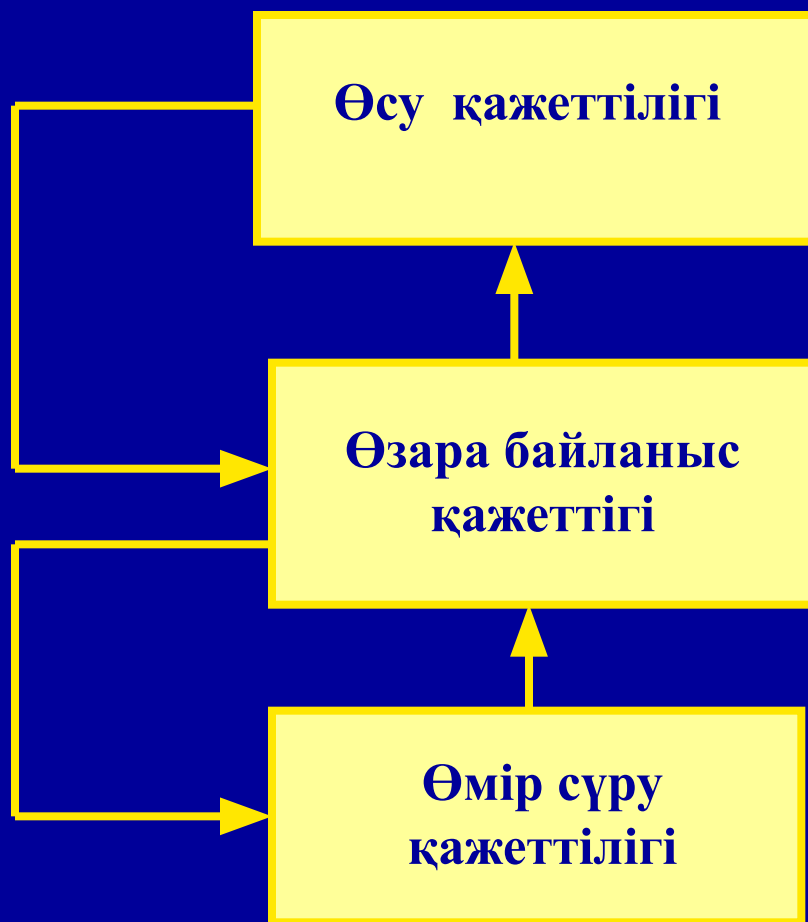 Өсу қажеттілігі
Өзара байланыс
қажеттігі
Өмір сүру
қажеттілігі